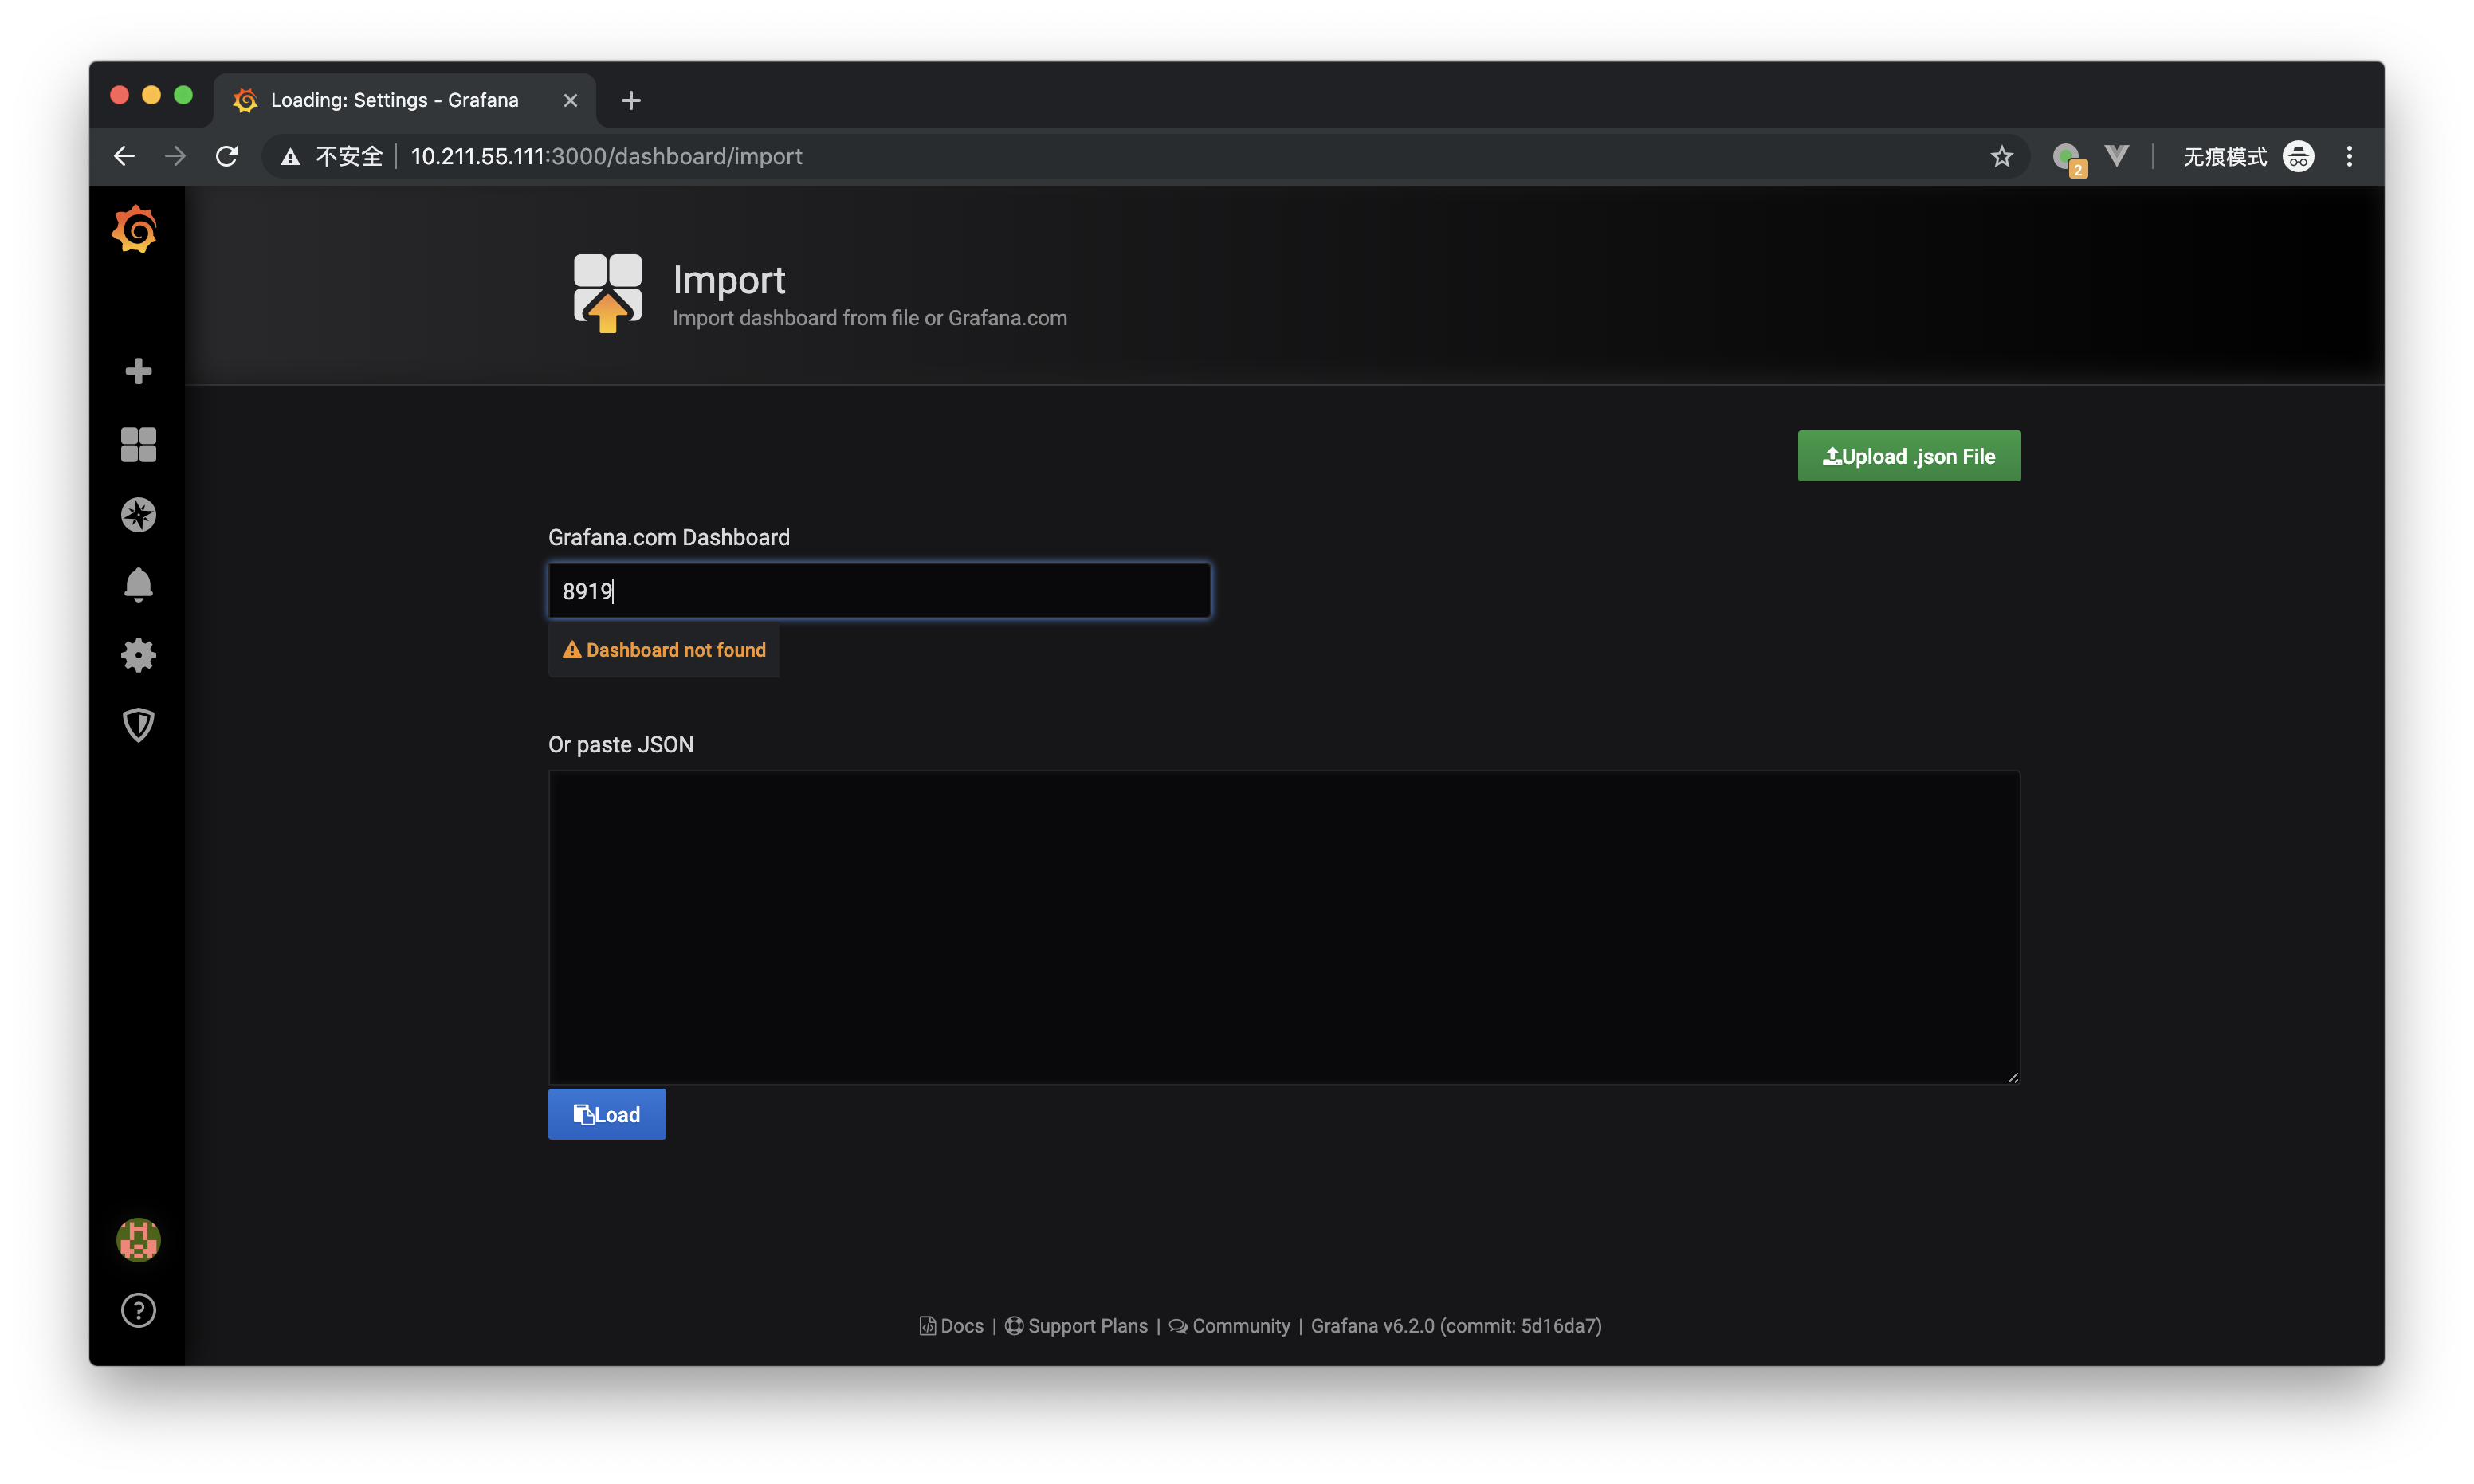 Loading: Settings - Grafana
不安全 10.211.55.111:3000/dashboard/import
2
无痕模式
Import
Import dashboard from file or Grafana.com
Upload .json File
Grafana.com Dashboard
8919
Dashboard not found
Or paste JSON
Load
Docs | Support Plans | Community | Grafana v6.2.0 (commit: 5d16da7)